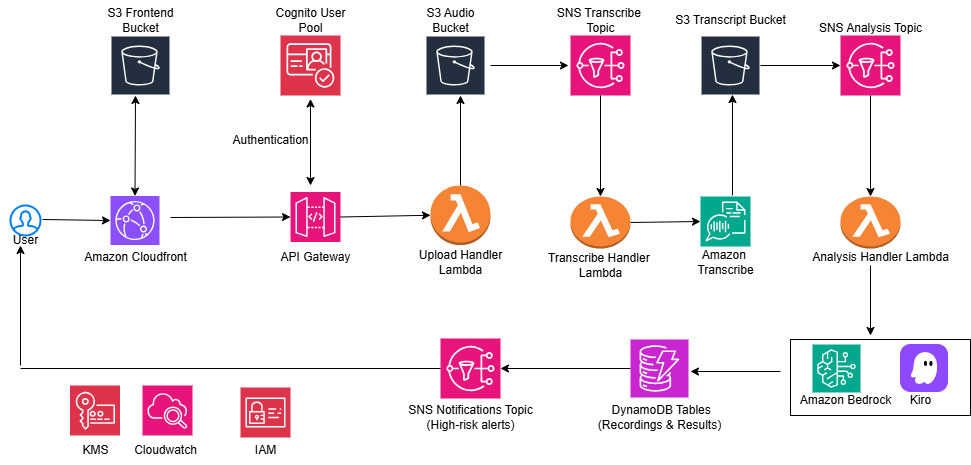 S3 Frontend
Bucket
Cognito User
Pool
S3 Audio
Bucket
SNS Transcribe
Topic
S3 Transcript Bucket
SNS Analysis Topic
Authentication
User
Amazon Cloudfront
API Gateway
Upload Handler
Lambda
Transcribe Handler
Lambda
Amazon
Transcribe
Analysis Handler Lambda
Amazon Bedrock
Kiro
DynamoDB Tables
(Recordings & Results)
SNS Notifications Topic
(High-risk alerts)
KMS
Cloudwatch
IAM